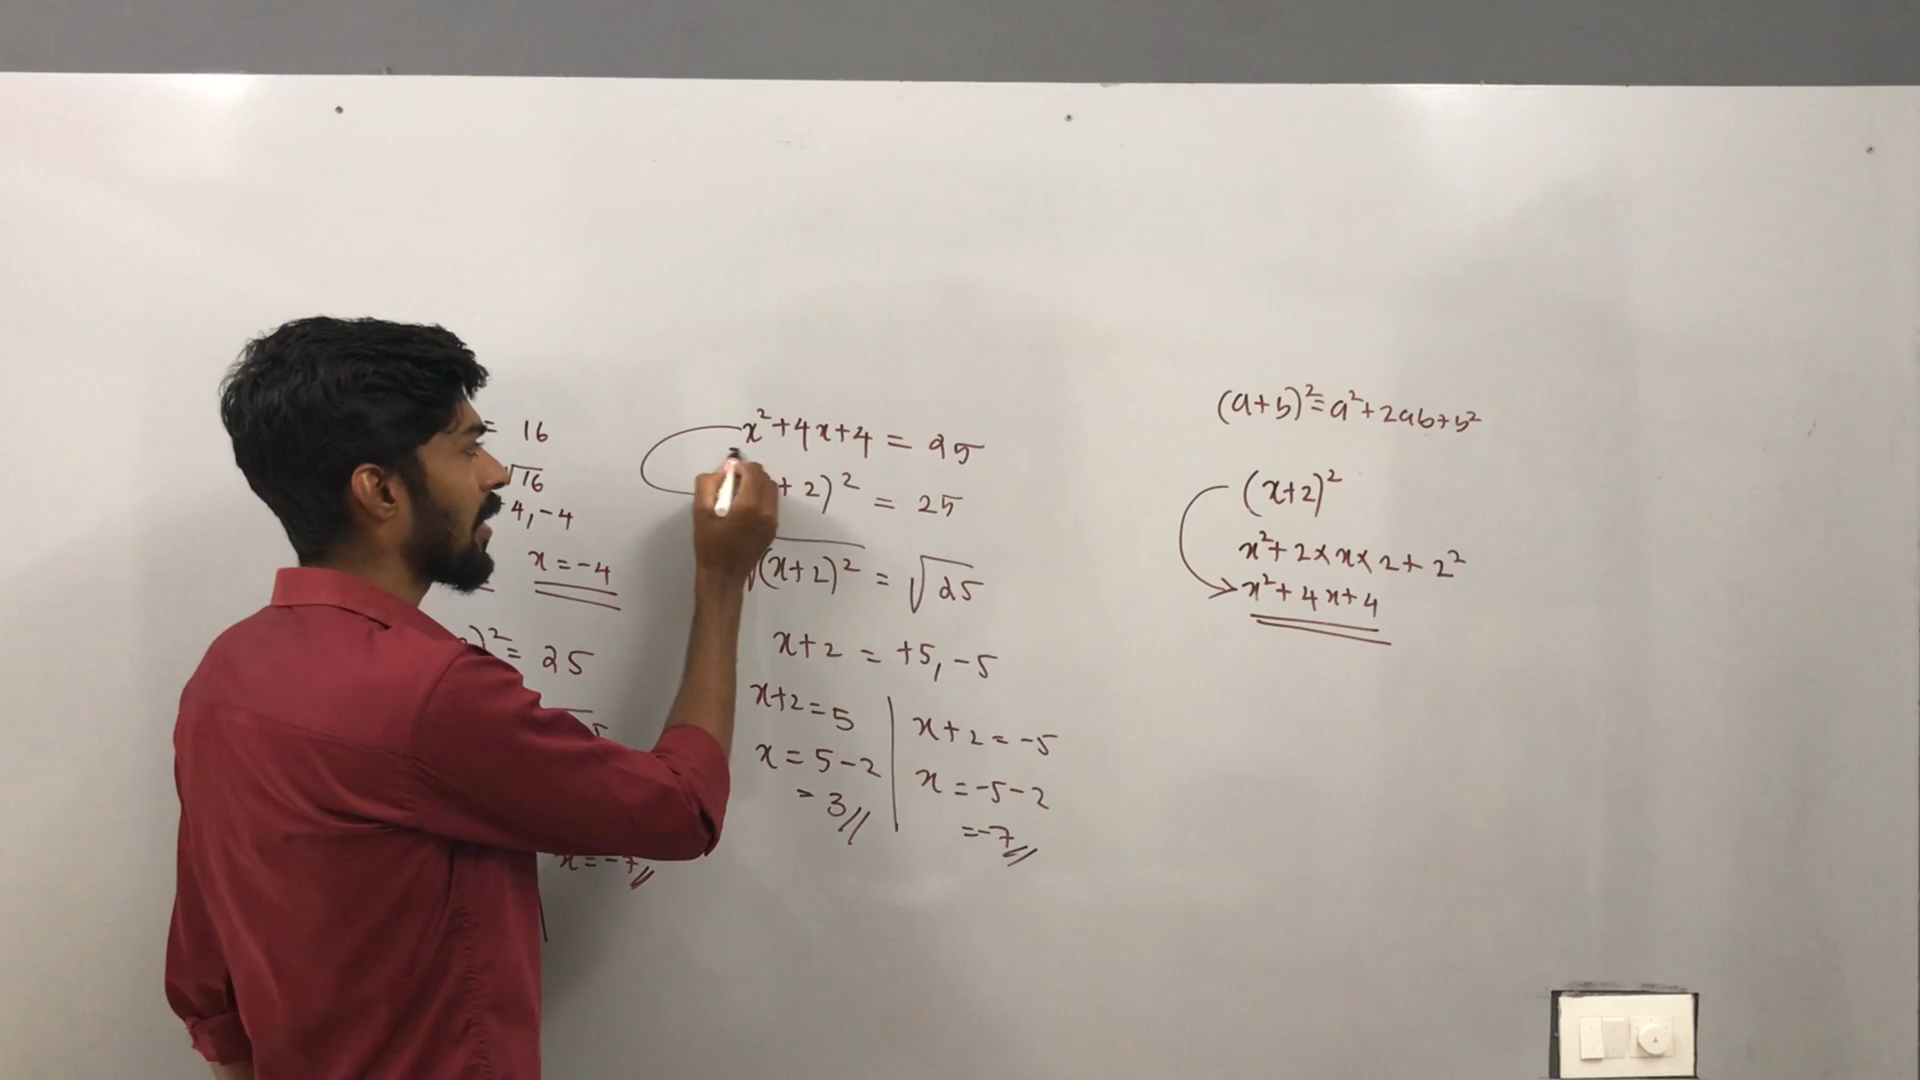 = 16
√16
4, -4
x = -4
)² = 25
x = -7
x² + 4x + 4 = 25
+ 2)² = 25
√(x+2)² = √25
x+2 = +5, -5
x+2 = 5
x = 5-2
= 3
x+2 = -5
x = -5-2
= -7
(a+b)² = a² + 2ab + b²
(x+2)²
x² + 2×x×2 + 2²
x² + 4x + 4